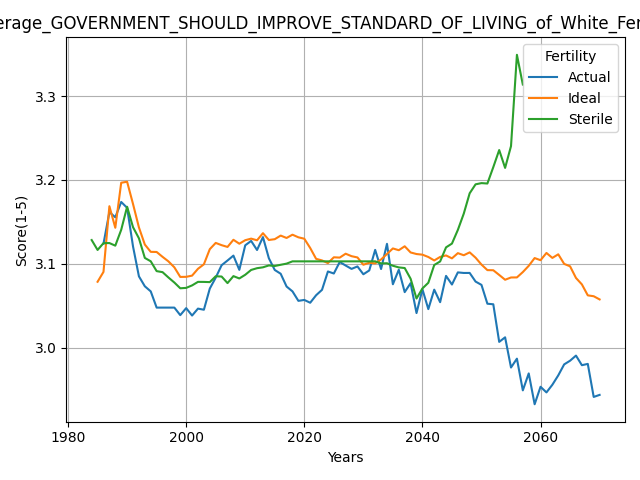 erage_GOVERNMENT_SHOULD_IMPROVE_STANDARD_OF_LIVING_of_White_Fer
Fertility
Actual
Ideal
Sterile
3.3
3.2
3.1
3.0
Score(1-5)
1980
2000
2020
2040
2060
Years